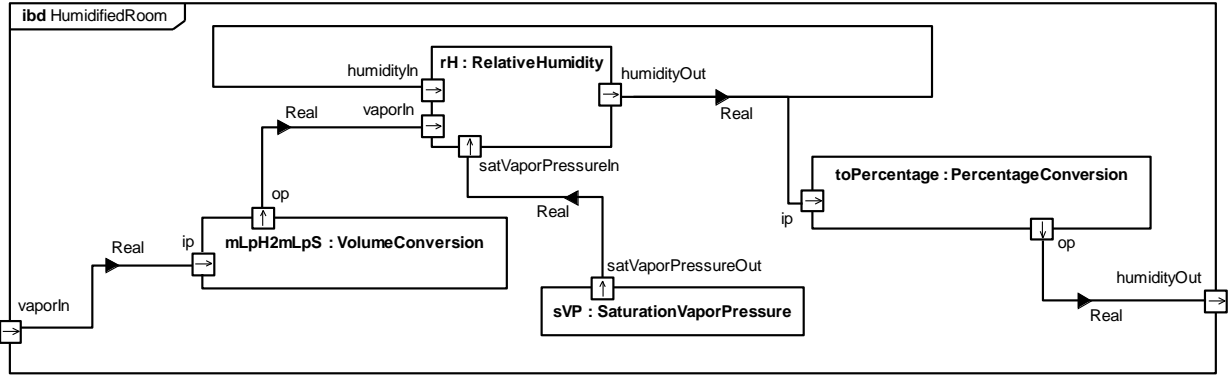 ibd HumidifiedRoom
rH : RelativeHumidity
humidityIn
humidityOut
Real
vaporIn
Real
satVaporPressureIn
toPercentage : PercentageConversion
op
Real
ip
mLpH2mLpS : VolumeConversion
ip
Real
op
satVaporPressureOut
humidityOut
vaporIn
sVP : SaturationVaporPressure
Real